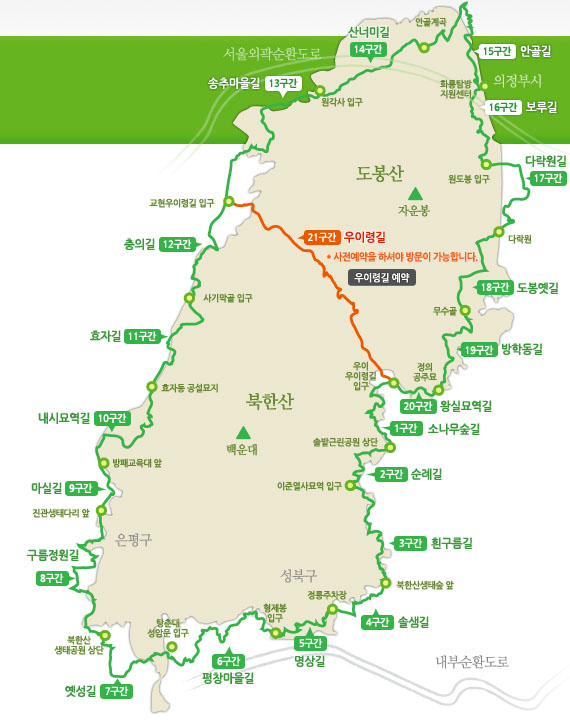 안골계곡
산너미길
14구간
15구간 안골길
서울외곽순환도로
송추마을길 13구간
화룡탐방
지원센터
의정부시
원각사 입구
16구간 보루길
다락원길
17구간
도봉산
원도봉 입구
교현우이령길 입구
자운봉
21구간 우이령길
다락원
충의길 12구간
* 사전예약을 하셔야 방문이 가능합니다.
우이령길 예약
18구간 도봉옛길
사기막골 입구
무수골
효자길 11구간
19구간 방학동길
우이
우이령길
입구
정의
공주묘
효자동 공설묘지
북한산
20구간 왕실묘역길
내시묘역길 10구간
1구간 소나무숲길
백운대
솔밭근린공원 상단
방패교육대 앞
2구간 순례길
마실길 9구간
이준열사묘역 입구
진관생태다리 앞
은평구
3구간 흰구름길
구름정원길
8구간
성북구
북한산생태숲 앞
정릉주차장
형제봉
입구
4구간 솔샘길
탕춘대
성암문 입구
북한산
생태공원 상단
5구간
명상길
6구간
평창마을길
내부순환도로
옛성길 7구간